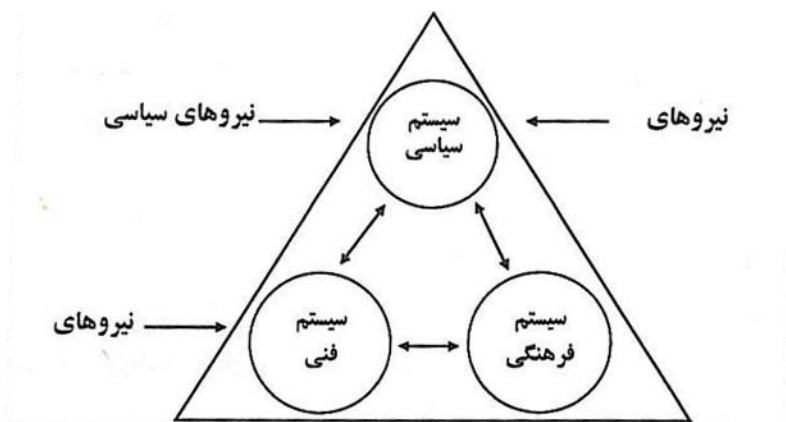 سیستم
سیاسی
نیروهای
نیروهای سیاسی
سیستم
فرهنگی
سیستم
فنی
نیروهای